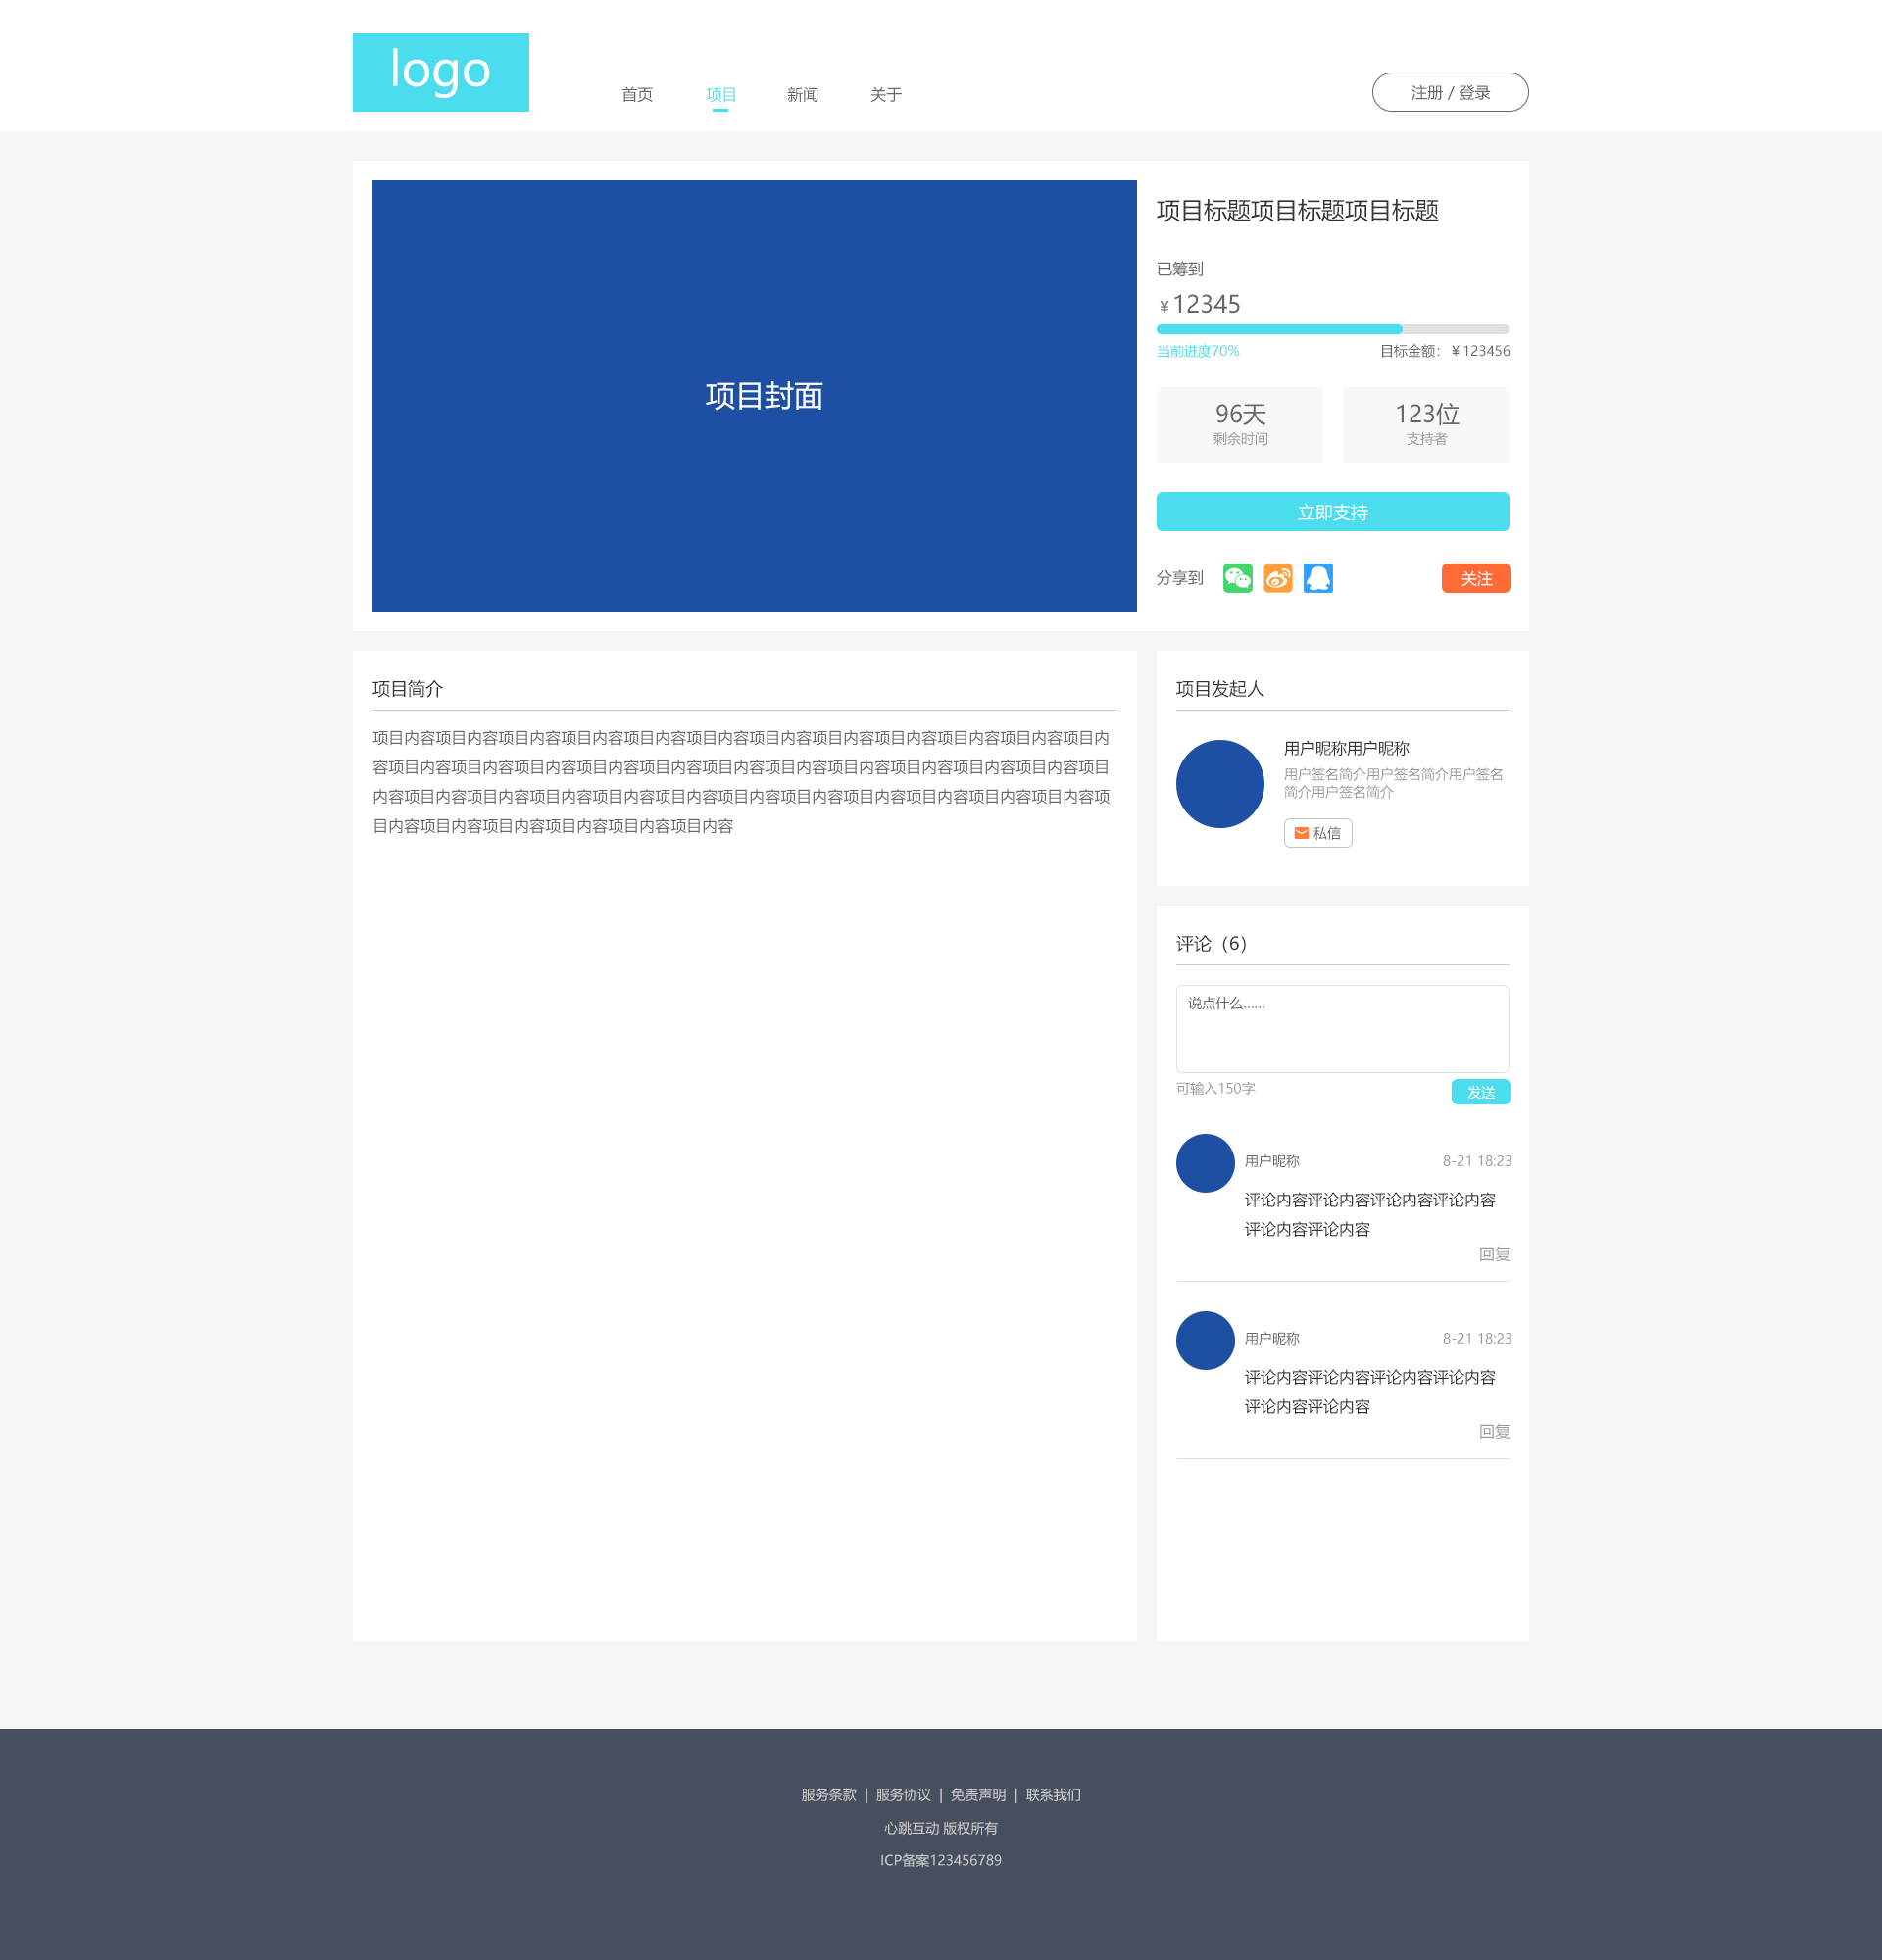 logo
首页 项目 新闻 关于
注册 / 登录
项目封面
项目标题项目标题项目标题
已筹到
¥12345
当前进度70% 目标金额：¥123456
96天
剩余时间
123位
支持者
立即支持
分享到
关注
项目简介
项目内容项目内容项目内容项目内容项目内容项目内容项目内容项目内容项目内容项目内容项目内容项目内
容项目内容项目内容项目内容项目内容项目内容项目内容项目内容项目内容项目内容项目内容项目内容项目
内容项目内容项目内容项目内容项目内容项目内容项目内容项目内容项目内容项目内容项目内容项目内容项
目内容项目内容项目内容项目内容项目内容项目内容
项目发起人
用户昵称用户昵称
用户签名简介用户签名简介用户签名
简介用户签名简介
私信
评论（6）
说点什么......
可输入150字
发送
用户昵称 8-21 18:23
评论内容评论内容评论内容评论内容
评论内容评论内容
回复
用户昵称 8-21 18:23
评论内容评论内容评论内容评论内容
评论内容评论内容
回复
服务条款 | 服务协议 | 免责声明 | 联系我们
心跳互动 版权所有
ICP备案123456789